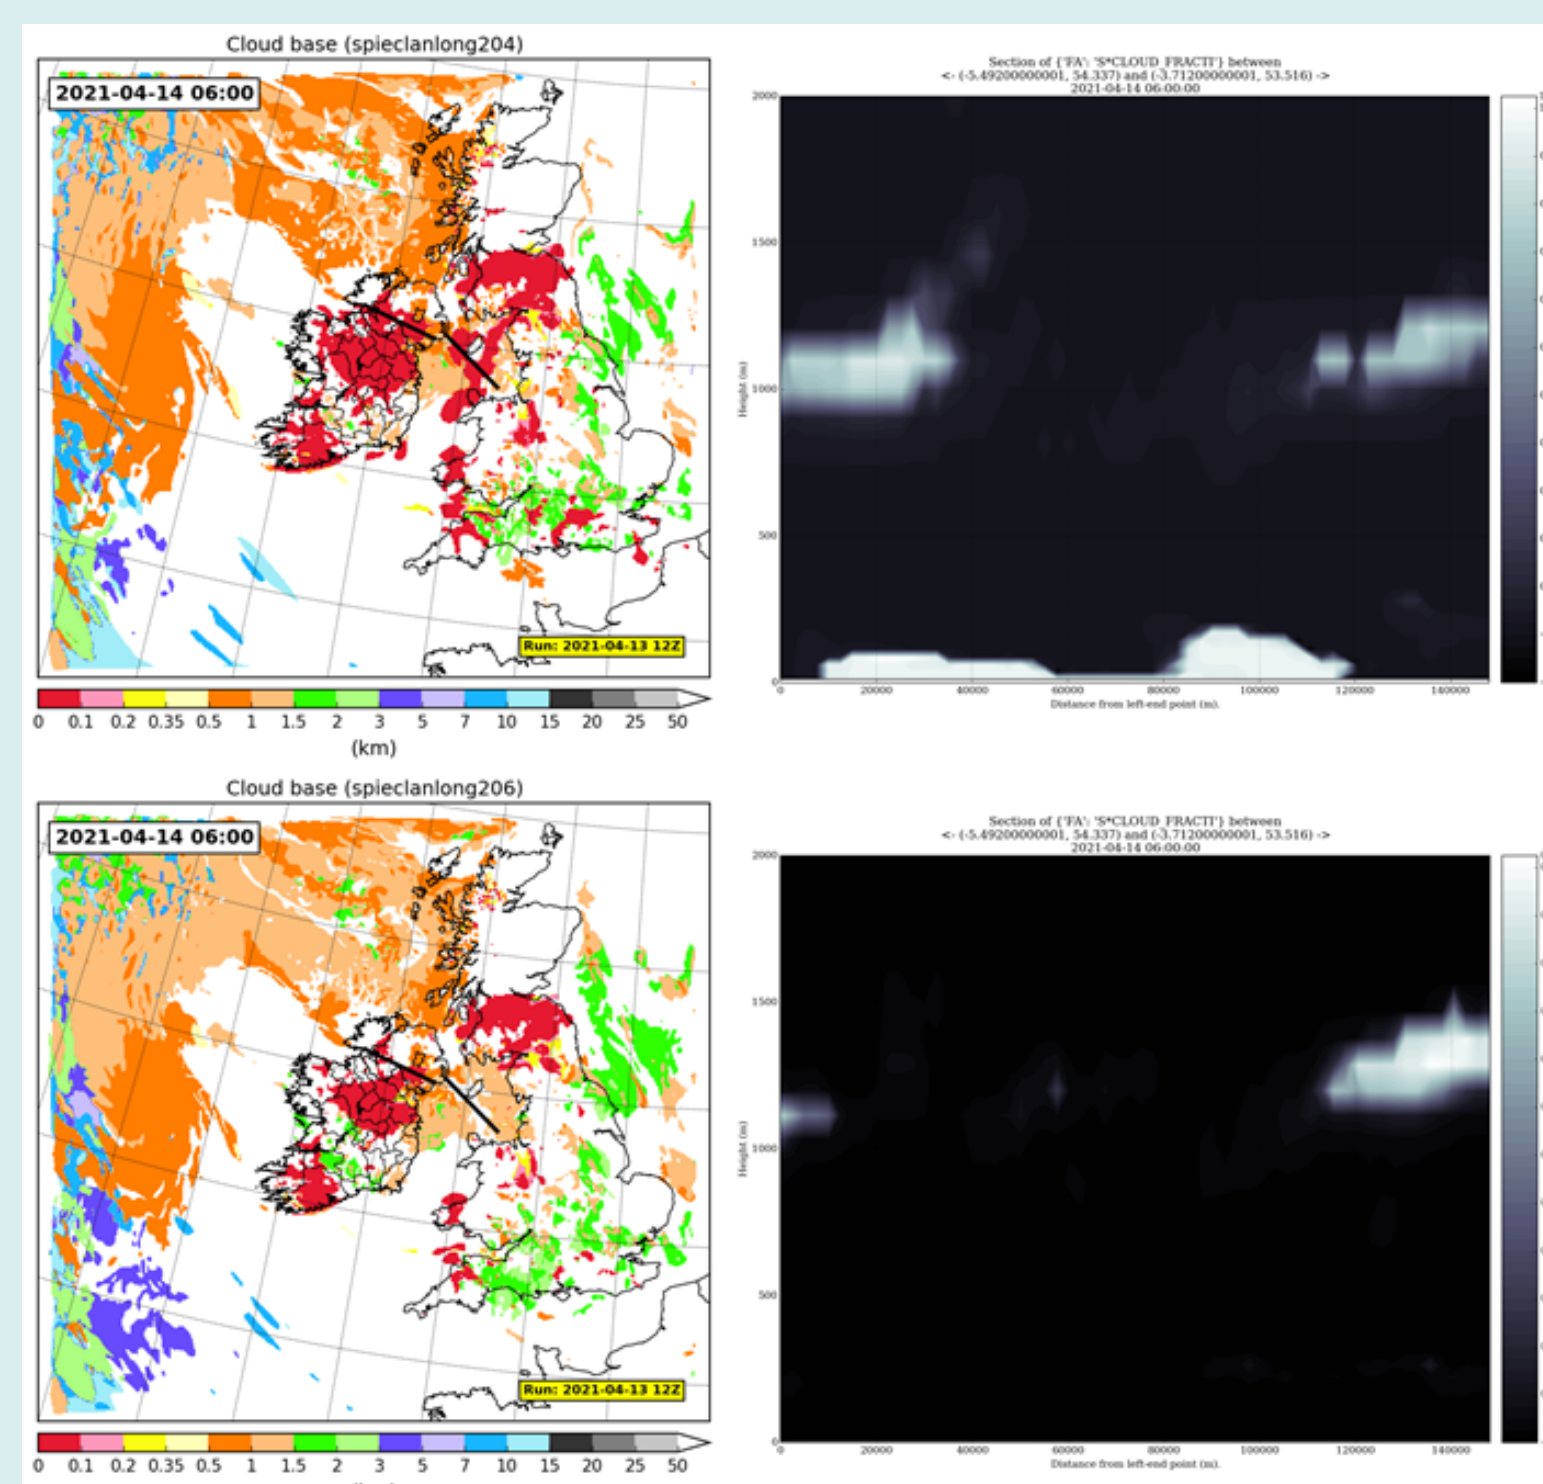 Cloud base (spieclanlong204)
2021-04-14 06:00
Run: 2021-04-13 12Z
0 0.1 0.2 0.35 0.5 1 1.5 2 3 5 7 10 15 20 25 50
(km)
Section of {'FA': 'S*CLOUD_FRACTI'} between
<- (-5.49200000001, 54.337) and (-3.71200000001, 53.516) ->
2021-04-14 06:00:00
2000
1500
1000
500
0
Height (m)
0 20000 40000 60000 80000 100000 120000 140000
Distance from left-end point (m).
Cloud base (spieclanlong206)
2021-04-14 06:00
Run: 2021-04-13 12Z
0 0.1 0.2 0.35 0.5 1 1.5 2 3 5 7 10 15 20 25 50
Section of {'FA': 'S*CLOUD_FRACTI'} between
<- (-5.49200000001, 54.337) and (-3.71200000001, 53.516) ->
2021-04-14 06:00:00
2000
1500
1000
500
0
Height (m)
0 20000 40000 60000 80000 100000 120000 140000
Distance from left-end point (m).